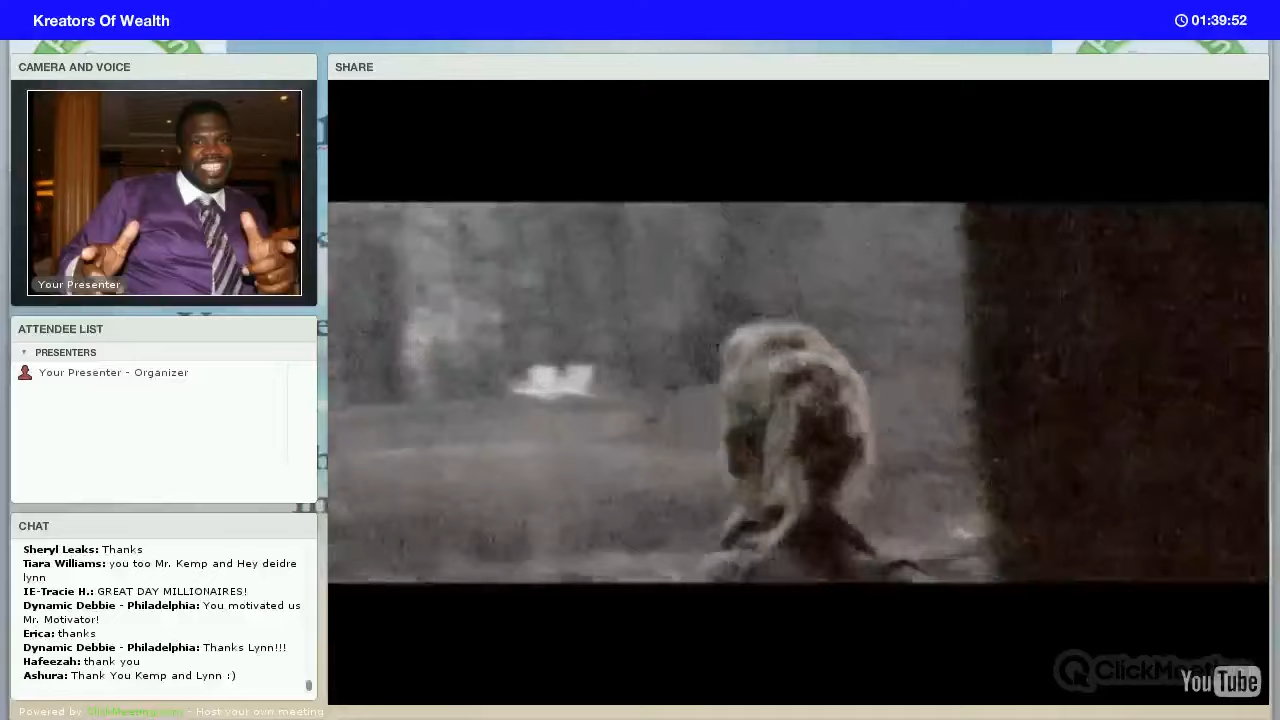 Kreators Of Wealth
01:39:52
CAMERA AND VOICE
Your Presenter
ATTENDEE LIST
PRESENTERS
Your Presenter - Organizer
CHAT
Sheryl Leaks: Thanks
Tiara Williams: you too Mr. Kemp and Hey deidre
lynn
IE-Tracie H.: GREAT DAY MILLIONAIRES!
Dynamic Debbie - Philadelphia: You motivated us
Mr. Motivator!
Erica: thanks
Dynamic Debbie - Philadelphia: Thanks Lynn!!!
Hafeezah: thank you
Ashura: Thank You Kemp and Lynn :)
Powered by ClickMeeting.com - Host your own meeting
SHARE
ClickMeeting
YouTube